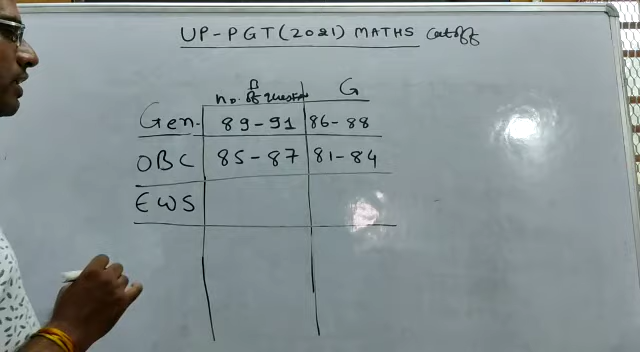 UP-PGT(2021) MATHS Cutoff
B G
no. of question
Gen. 89-91 86-88
OBC 85-87 81-84
EWS